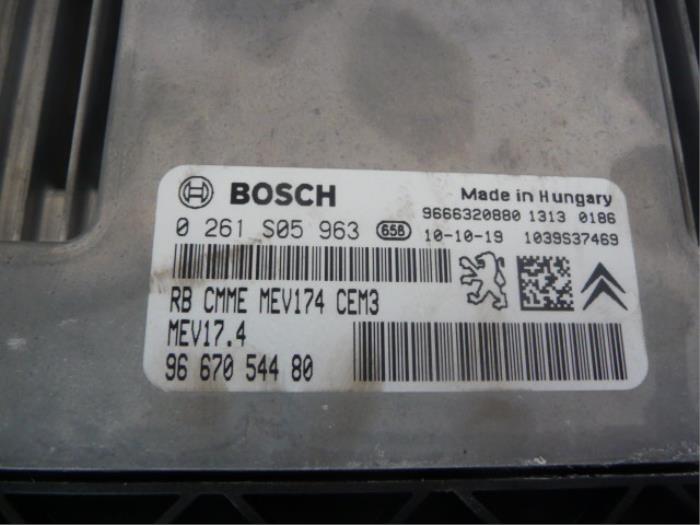 BOSCH Made in Hungary
9666320880 1313 0186
0 261 S05 963 658 10-10-19 1039S37469
RB CMME MEV174 CEM3
MEV17.4
96 670 544 80